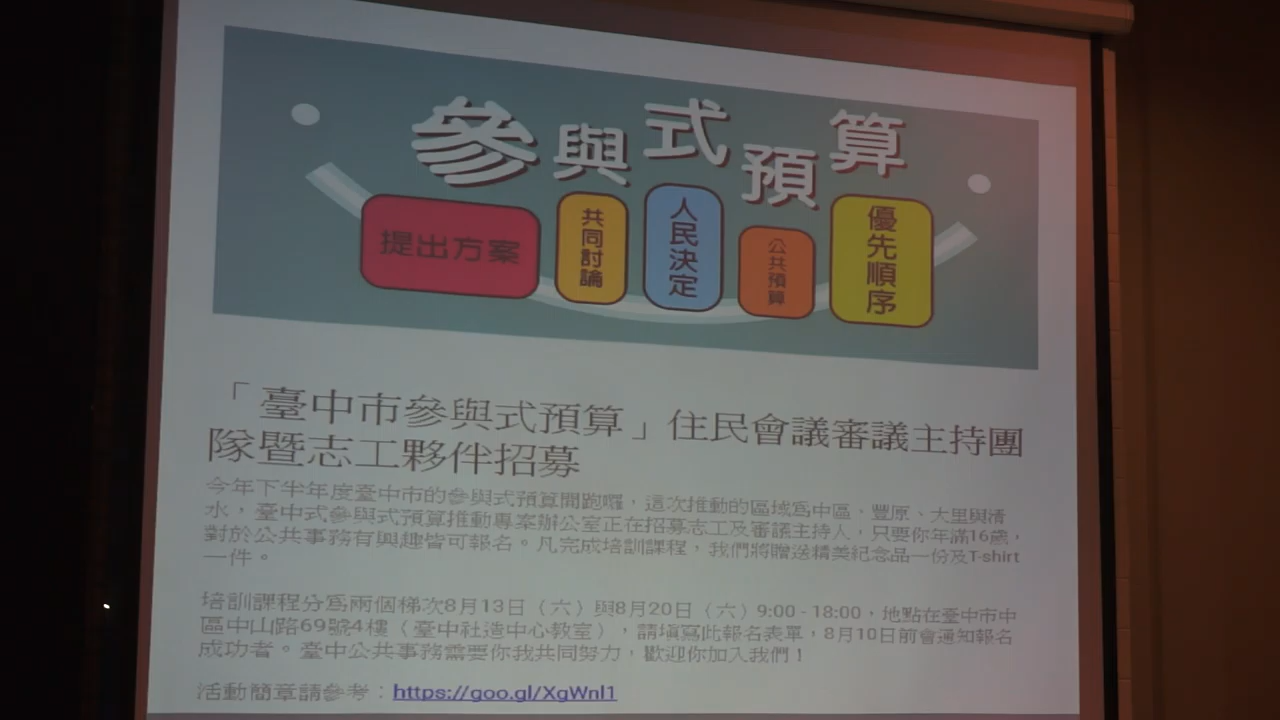 參與式預算
提出方案
共同討論
人民決定
公共預算
優先順序
「臺中市參與式預算」住民會議審議主持團
隊暨志工夥伴招募
今年下半年度臺中市的參與式預算開跑囉，這次推動的區域為中區、豐原、大里與清
水，臺中式參與式預算推動專案辦公室正在招募志工及審議主持人，只要你年滿16歲，
對於公共事務有興趣皆可報名。凡完成培訓課程，我們將贈送精美紀念品一份及T-shirt
一件。
培訓課程分為兩個梯次8月13日（六）與8月20日（六）9:00 - 18:00，地點在臺中市中
區中山路69號4樓（臺中社造中心教室），請填寫此報名表單，8月10日前會通知報名
成功者。臺中公共事務需要你我共同努力，歡迎你加入我們！
活動簡章請參考：https://goo.gl/XgWnl1